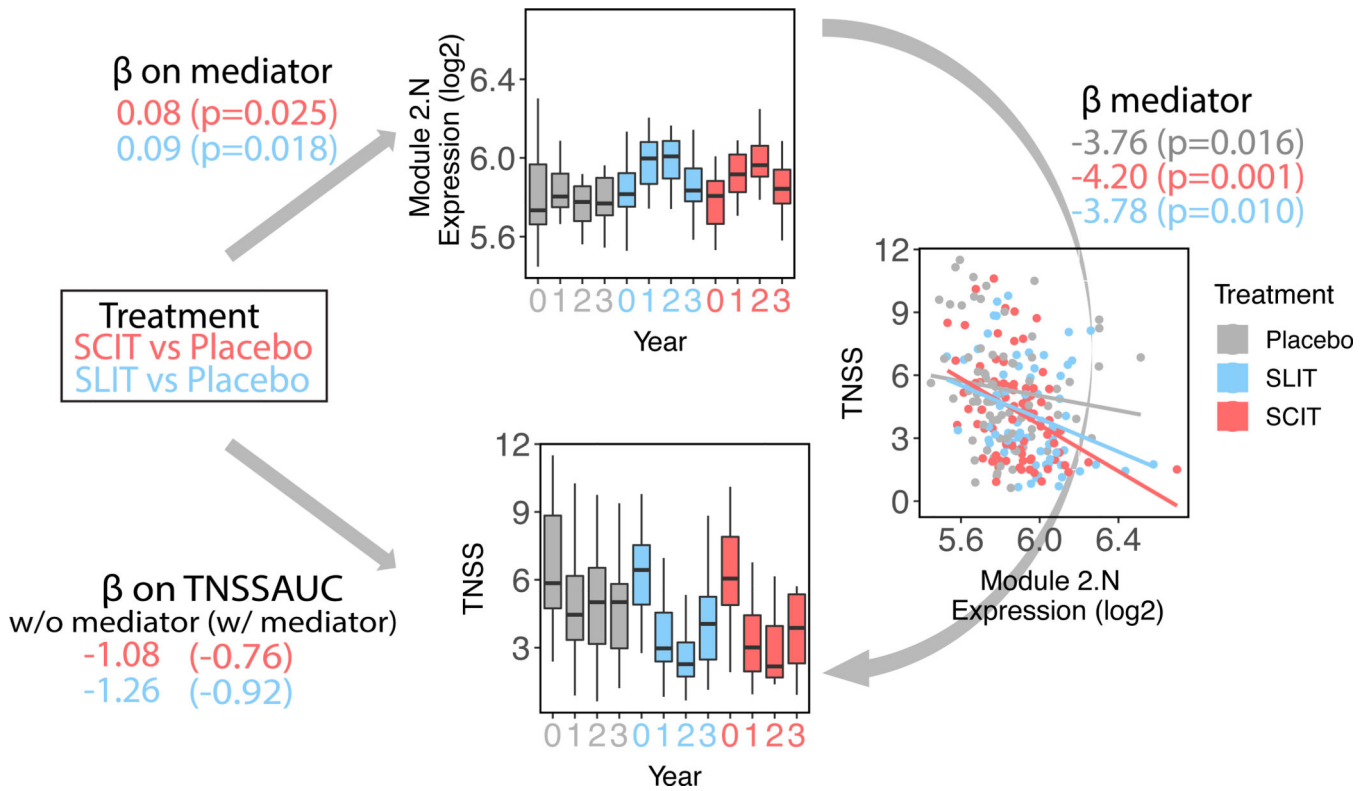 β on mediator
0.08 (p=0.025)
0.09 (p=0.018)
Module 2.N
Expression (log2)
6.4
6.0
5.6
0 1 2 3 0 1 2 3 0 1 2 3
Year
β mediator
-3.76 (p=0.016)
-4.20 (p=0.001)
-3.78 (p=0.010)
Treatment
SCIT vs Placebo
SLIT vs Placebo
TNSS
12
9
6
3
0
5.6 6.0 6.4
Module 2.N
Expression (log2)
Treatment
Placebo
SLIT
SCIT
β on TNSSAUC
w/o mediator (w/ mediator)
-1.08 (-0.76)
-1.26 (-0.92)
TNSS
12
9
6
3
0 1 2 3 0 1 2 3 0 1 2 3
Year